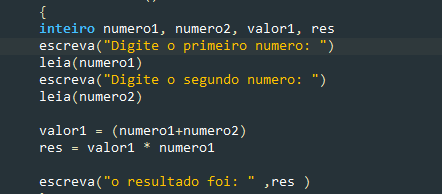 {
inteiro numero1, numero2, valor1, res
escreva("Digite o primeiro numero: ")
leia(numero1)
escreva("Digite o segundo numero: ")
leia(numero2)
valor1 = (numero1+numero2)
res = valor1 * numero1
escreva("o resultado foi: " ,res )